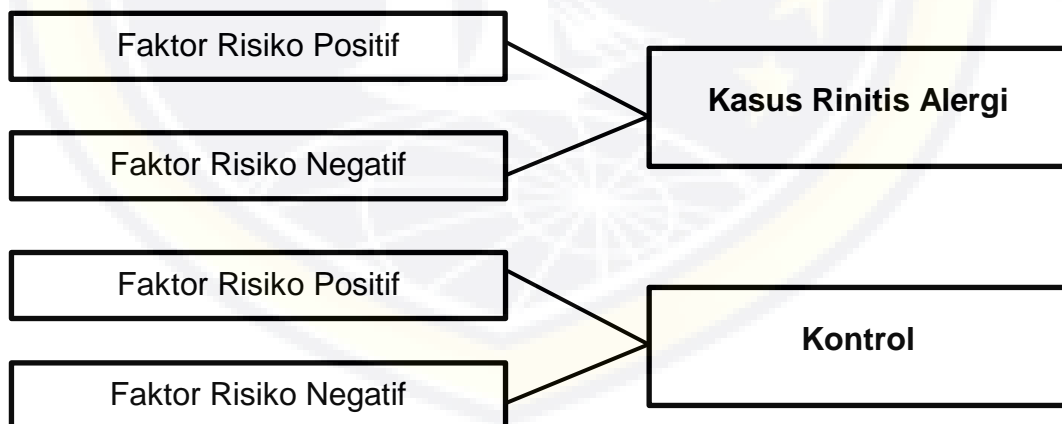 Faktor Risiko Positif
Kasus Rinitis Alergi
Faktor Risiko Negatif
Faktor Risiko Positif
Kontrol
Faktor Risiko Negatif